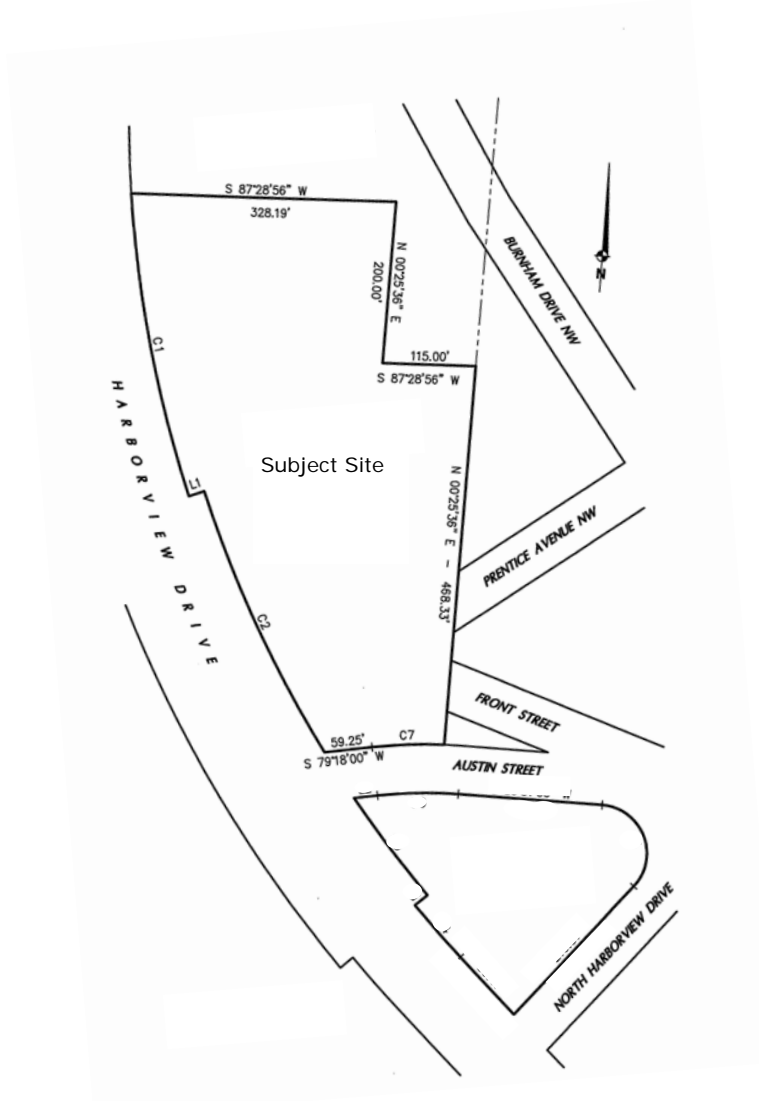 S 87°28'56" W
328.19'
N 00°25'36" E
200.00'
115.00'
S 87°28'56" W
BURNHAM DRIVE NW
N
C1
HARBORVIEW DRIVE
Subject Site
L1
N 00°25'36" E – 468.33'
PRENTICE AVENUE NW
C2
FRONT STREET
59.25'
C7
S 79°18'00" W
AUSTIN STREET
NORTH HARBORVIEW DRIVE